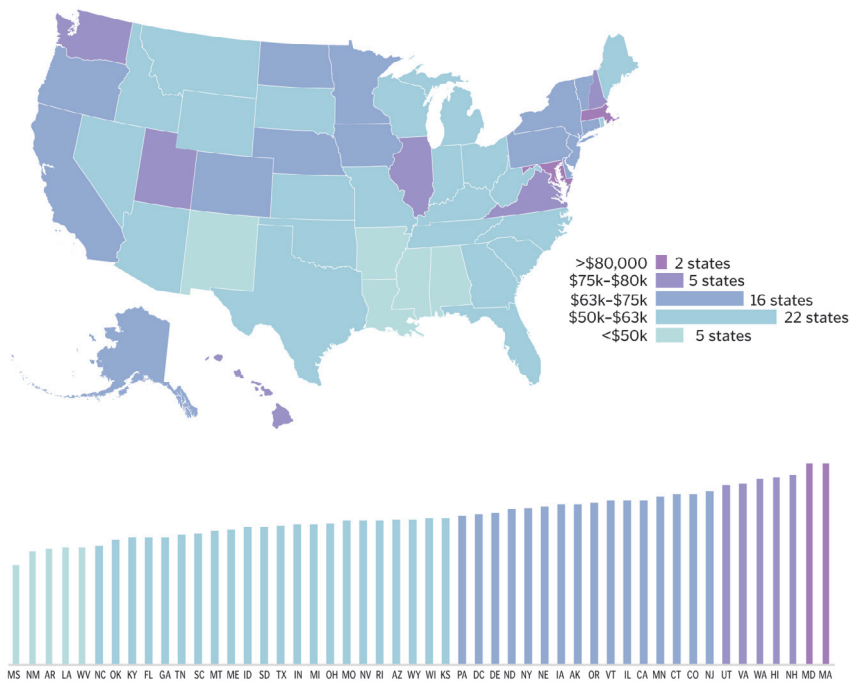 >$80,000 2 states
$75k–$80k 5 states
$63k–$75k 16 states
$50k–$63k 22 states
<$50k 5 states
MS NM AR LA WV NC OK KY FL GA TN SC MT ME ID SD TX IN MI OH MO NV RI AZ WY WI KS PA DC DE ND NY NE IA AK OR VT IL CA MN CT CO NJ UT VA WA HI NH MD MA